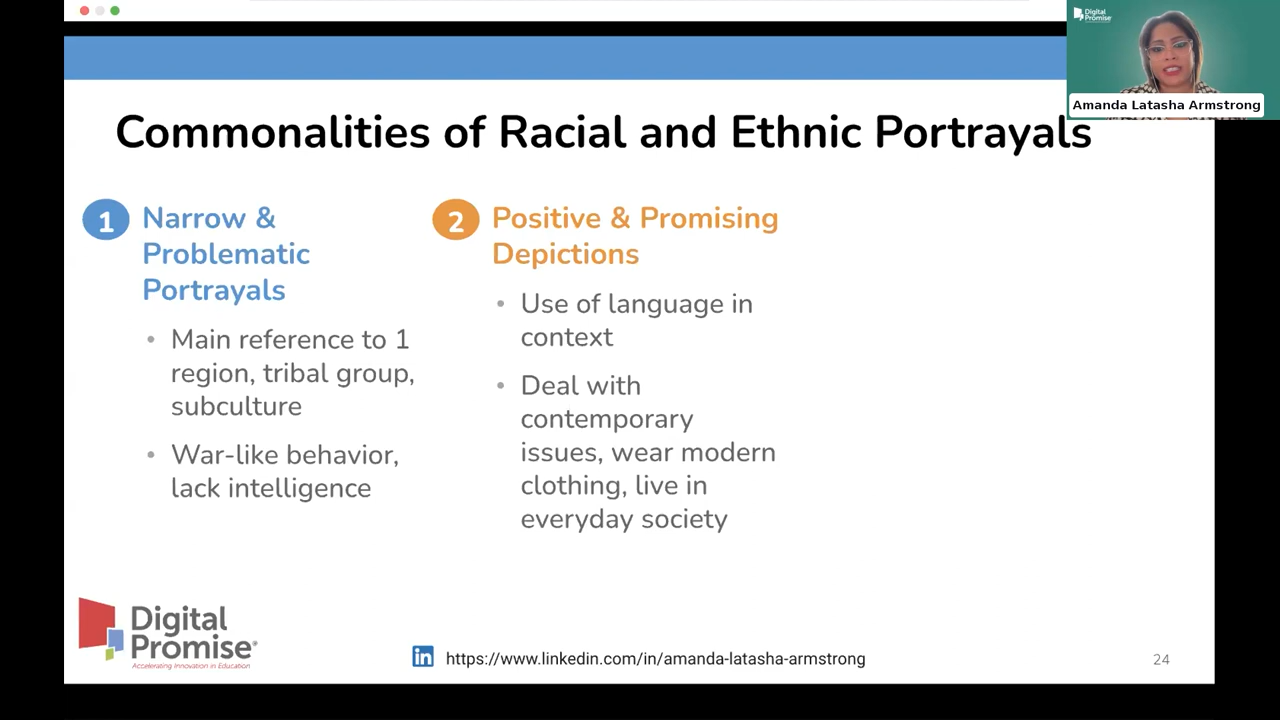 Digital
Promise
Amanda Latasha Armstrong
Commonalities of Racial and Ethnic Portrayals
1
Narrow &
Problematic
Portrayals
• Main reference to 1
region, tribal group,
subculture
• War-like behavior,
lack intelligence
2
Positive & Promising
Depictions
• Use of language in
context
• Deal with
contemporary
issues, wear modern
clothing, live in
everyday society
Digital
Promise®
Accelerating Innovation in Education
in
https://www.linkedin.com/in/amanda-latasha-armstrong
24